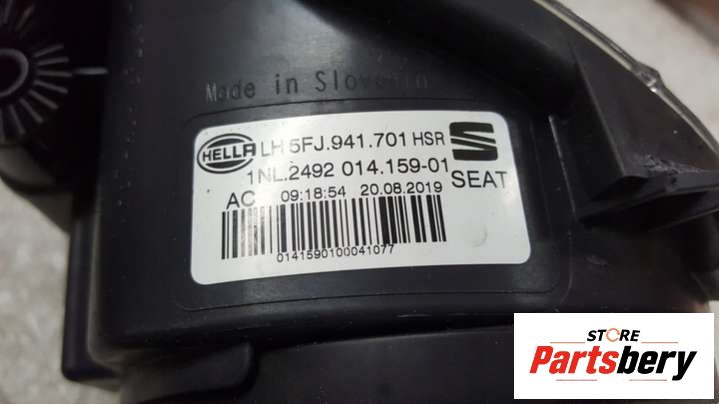 Made in Slovenia
HELLA LH 5FJ.941.701 HSR
1NL.2492 014.159-01
SEAT
AC 09:18:54 20.08.2019
0141590100041077
STORE
Partsbery